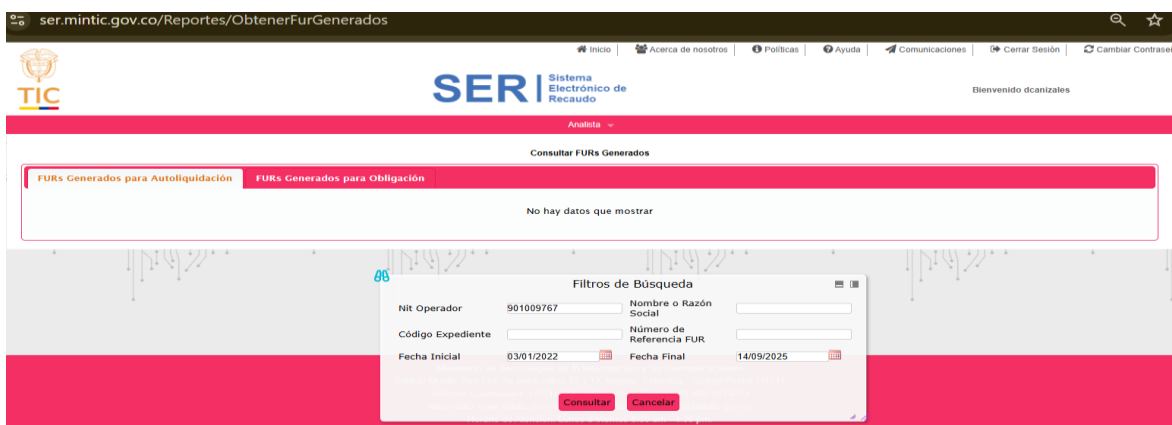 ser.mintic.gov.co/Reportes/ObtenerFurGenerados
Inicio Acerca de nosotros Políticas Ayuda Comunicaciones Cerrar Sesión Cambiar Contrase
TIC
SER Sistema Electrónico de Recaudo
Bienvenido dcanizales
Analista
Consultar FURs Generados
FURs Generados para Autoliquidación FURs Generados para Obligación
No hay datos que mostrar
Filtros de Búsqueda
Nit Operador 901009767 Nombre o Razón Social
Código Expediente Número de Referencia FUR
Fecha Inicial 03/01/2022 Fecha Final 14/09/2025
Consultar Cancelar